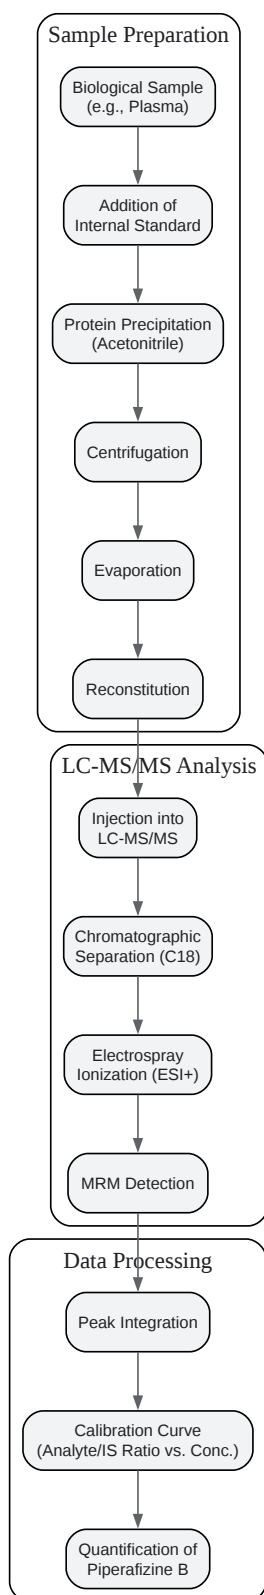 Sample Preparation
Biological Sample
(e.g., Plasma)
Addition of
Internal Standard
Protein Precipitation
(Acetonitrile)
Centrifugation
Evaporation
Reconstitution
LC-MS/MS Analysis
Injection into
LC-MS/MS
Chromatographic
Separation (C18)
Electrospray
Ionization (ESI+)
MRM Detection
Data Processing
Peak Integration
Calibration Curve
(Analyte/IS Ratio vs. Conc.)
Quantification of
Piperafizine B